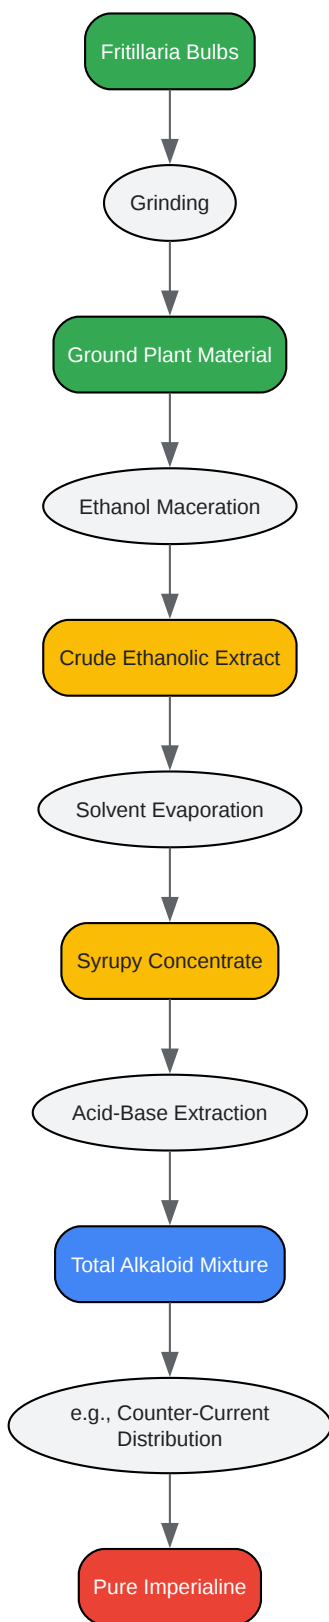 Fritillaria Bulbs
Grinding
Ground Plant Material
Ethanol Maceration
Crude Ethanolic Extract
Solvent Evaporation
Syrupy Concentrate
Acid-Base Extraction
Total Alkaloid Mixture
e.g., Counter-Current
Distribution
Pure Imperialine